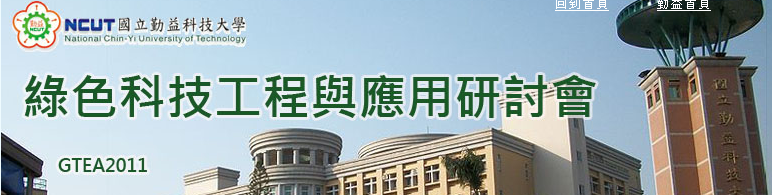 NCUT 國立勤益科技大學
National Chin-Yi University of Technology
回到首頁 勤益首頁
綠色科技工程與應用研討會
GTEA2011
勤益
NCUT
國立勤益科技